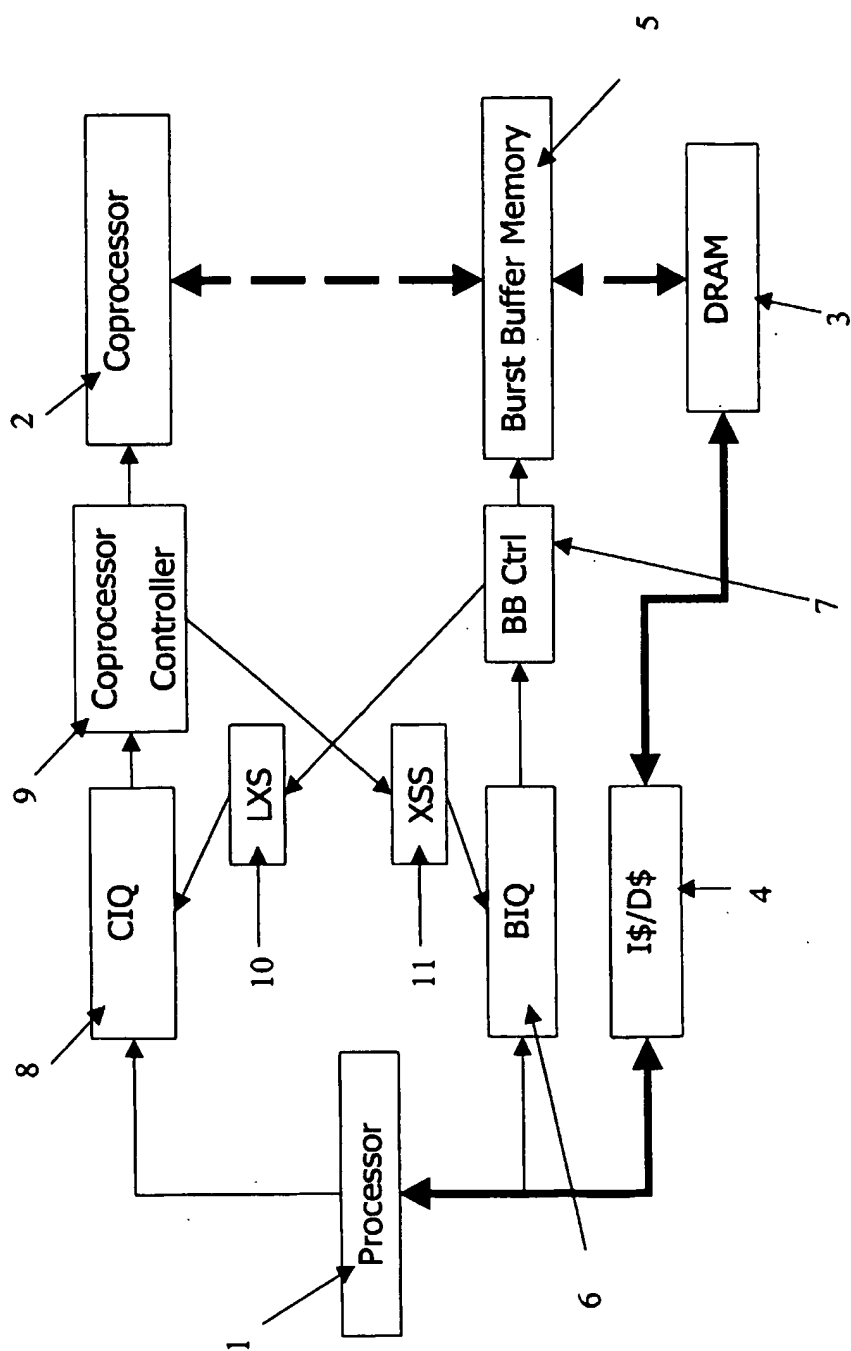 2
Coprocessor
5
Burst Buffer Memory
DRAM
3
9
Coprocessor
Controller
BB Ctrl
7
8
CIQ
LXS
10
XSS
11
BIQ
I$/D$
4
1
Processor
6